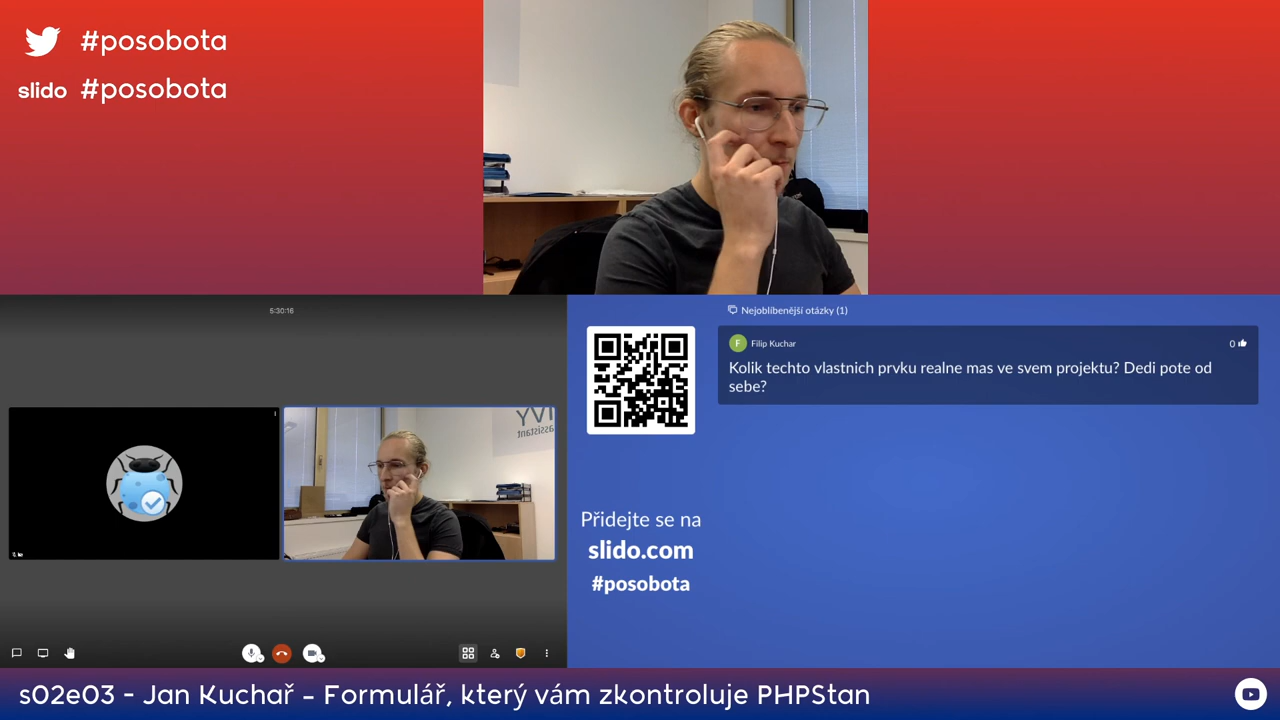 #posobota
slido #posobota
5:30:16
IVY
assistant
Nejoblíbenější otázky (1)
F Filip Kuchar
0
Kolik techto vlastnich prvku realne mas ve svem projektu? Dedi pote od
sebe?
Přidejte se na
slido.com
#posobota
s02e03 - Jan Kuchař – Formulář, který vám zkontroluje PHPStan